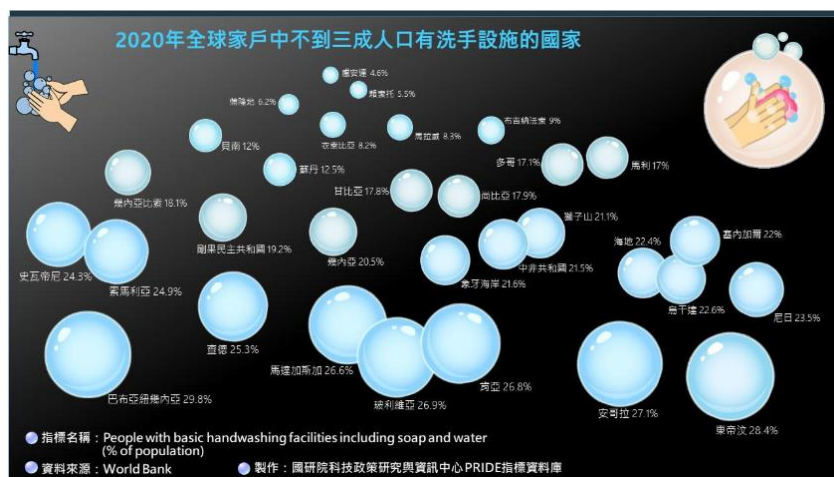 2020年全球家戶中不到三成人口有洗手設施的國家
盧安達 4.6%
賴索托 5.5%
蒲隆地 6.2%
衣索比亞 8.2%
馬拉威 8.3%
布吉納法索 9%
貝南 12%
蘇丹 12.5%
多哥 17.1%
馬利 17%
幾內亞比索 18.1%
甘比亞 17.8%
尚比亞 17.9%
剛果民主共和國 19.2%
幾內亞 20.5%
獅子山 21.1%
中非共和國 21.5%
象牙海岸 21.6%
海地 22.4%
塞內加爾 22%
烏干達 22.6%
尼日 23.5%
史瓦帝尼 24.3%
索馬利亞 24.9%
查德 25.3%
馬達加斯加 26.6%
肯亞 26.8%
玻利維亞 26.9%
安哥拉 27.1%
東帝汶 28.4%
巴布亞紐幾內亞 29.8%
指標名稱：People with basic handwashing facilities including soap and water
(% of population)
資料來源：World Bank
製作：國研院科技政策研究與資訊中心 PRIDE指標資料庫